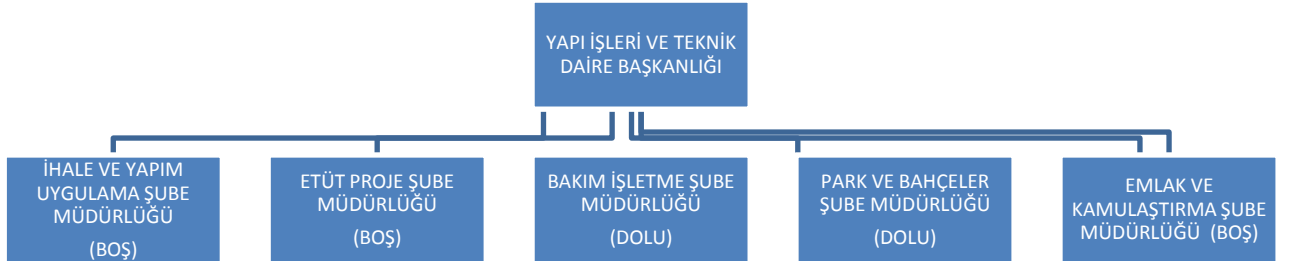 YAPI İŞLERİ VE TEKNİK
DAİRE BAŞKANLIĞI
İHALE VE YAPIM
UYGULAMA ŞUBE
MÜDÜRLÜĞÜ
(BOŞ)
ETÜT PROJE ŞUBE
MÜDÜRLÜĞÜ
(BOŞ)
BAKIM İŞLETME ŞUBE
MÜDÜRLÜĞÜ
(DOLU)
PARK VE BAHÇELER
ŞUBE MÜDÜRLÜĞÜ
(DOLU)
EMLAK VE
KAMULAŞTIRMA ŞUBE
MÜDÜRLÜĞÜ (BOŞ)